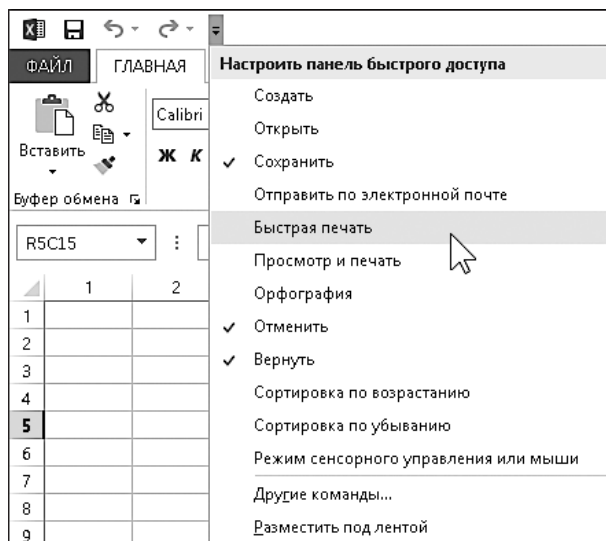 ФАЙЛ ГЛАВНАЯ
Вставить
Calibri
Ж К
Буфер обмена
R5C15
1 2
1
2
3
4
5
6
7
8
9
Настроить панель быстрого доступа
Создать
Открыть
Сохранить
Отправить по электронной почте
Быстрая печать
Просмотр и печать
Орфография
Отменить
Вернуть
Сортировка по возрастанию
Сортировка по убыванию
Режим сенсорного управления или мыши
Другие команды...
Разместить под лентой